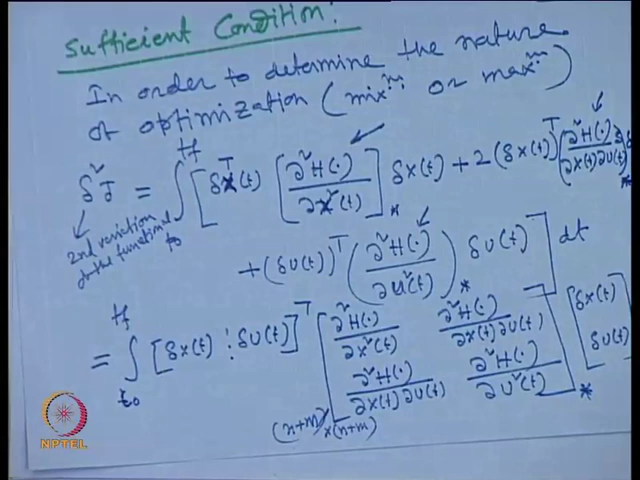 Sufficient Condition:
In order to determine the nature
of optimization (mix^m or max^m)
δ²J = ∫_{t0}^{tf} [δx^T(t) [∂²H(·)/∂x²(t)]_* δx(t) + 2(δx(t))^T (∂²H(·)/∂x(t)∂u(t))_*
2nd variation
of the functional
+ (δu(t))^T (∂²H(·)/∂u²(t))_* δu(t)] dt
= ∫_{t0}^{tf} [δx(t) ⋮ δu(t)]^T [∂²H(·)/∂x²(t) ∂²H(·)/∂x(t)∂u(t)
∂²H(·)/∂x(t)∂u(t) ∂²H(·)/∂u²(t)]_* [δx(t)
δu(t)]
(n+m)×(n+m)
NPTEL